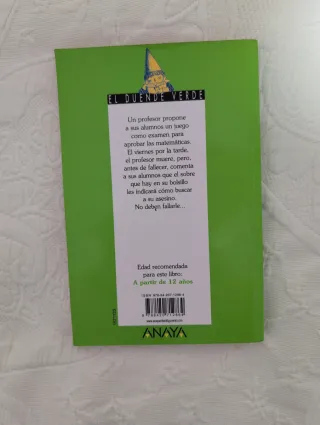 EL DUENDE VERDE
Un profesor propone
a sus alumnos un juego
como examen para
aprobar las matemáticas.
El viernes por la tarde,
el profesor muere, pero,
antes de fallecer, comenta
a sus alumnos que el sobre
que hay en su bolsillo
les indicará cómo buscar
a su asesino.
No deben fallarle...
Edad recomendada
para este libro:
A partir de 12 años
ANAYA